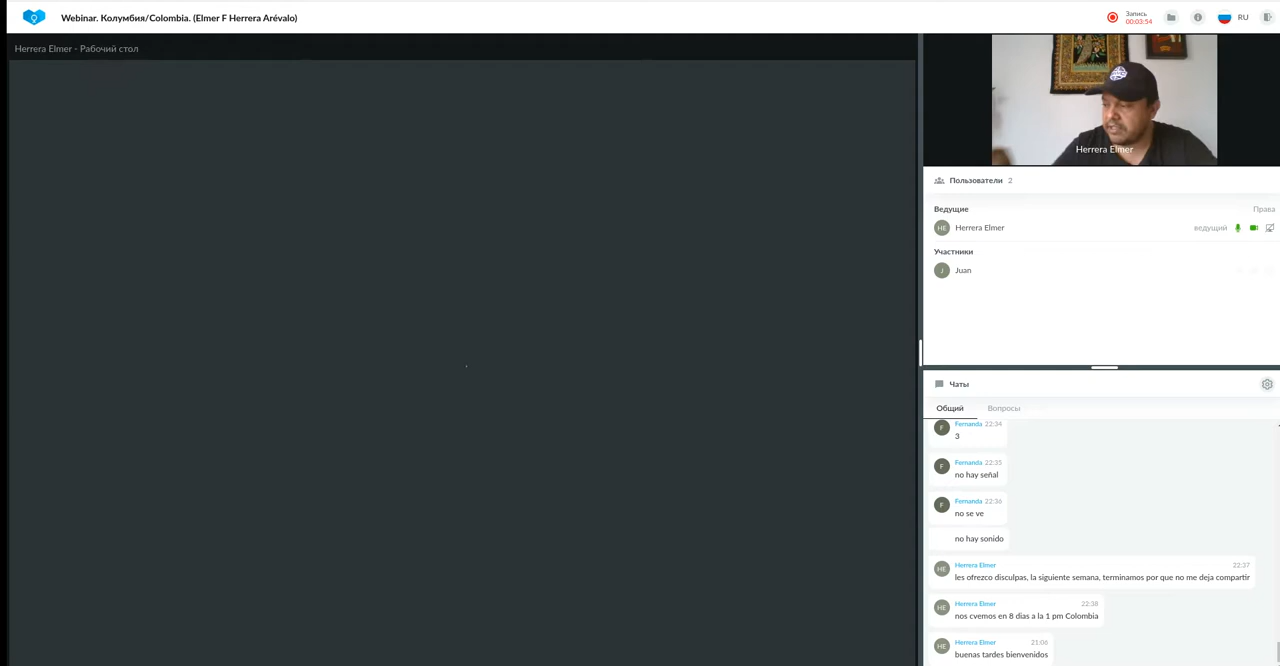 Webinar. Колумбия/Colombia. (Elmer F Herrera Arévalo)
Запись
00:03:54
RU
Herrera Elmer - Рабочий стол
Herrera Elmer
Пользователи 2
Ведущие
Права
HE
Herrera Elmer
ведущий
Участники
J
Juan
Чаты
Общий
Вопросы
F
Fernanda 22:34
3
F
Fernanda 22:35
no hay señal
F
Fernanda 22:36
no se ve
no hay sonido
HE
Herrera Elmer 22:37
les ofrezco disculpas, la siguiente semana, terminamos por que no me deja compartir
HE
Herrera Elmer 22:38
nos cvemos en 8 dias a la 1 pm Colombia
HE
Herrera Elmer 21:06
buenas tardes bienvenidos